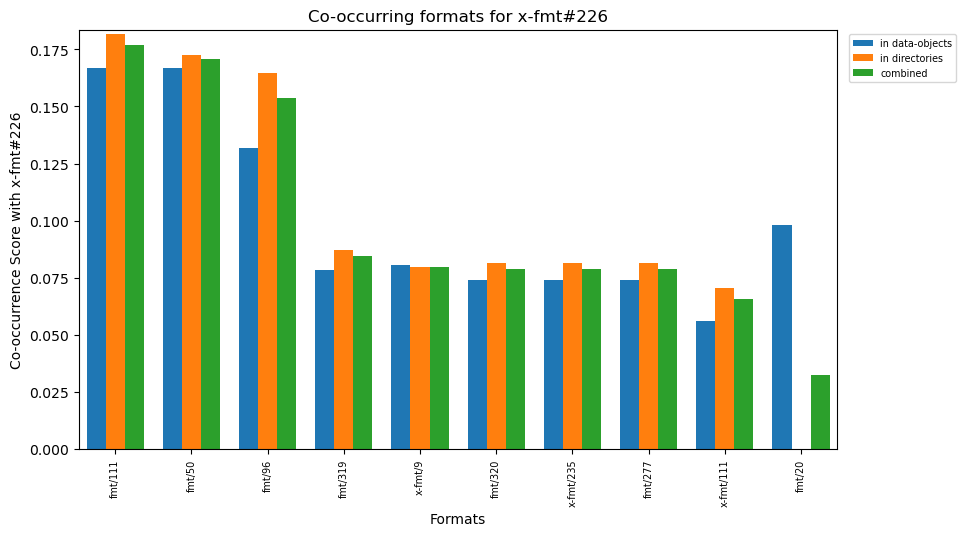 Co-occurring formats for x-fmt#226
in data-objects
in directories
combined
Co-occurrence Score with x-fmt#226
0.175
0.150
0.125
0.100
0.075
0.050
0.025
0.000
fmt/111
fmt/50
fmt/96
fmt/319
x-fmt/9
fmt/320
x-fmt/235
fmt/277
x-fmt/111
fmt/20
Formats